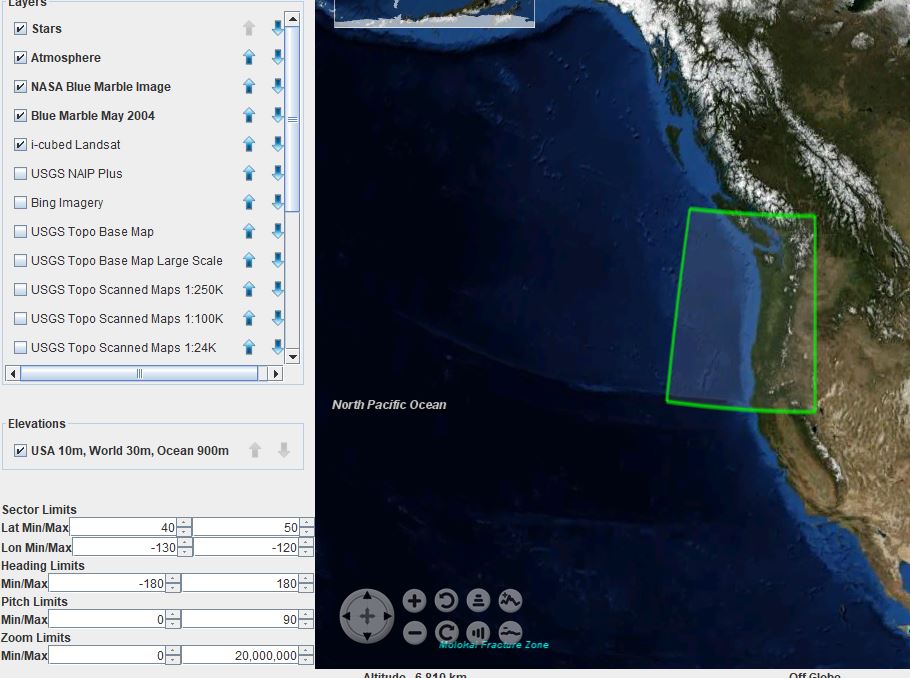 Layers
Stars
Atmosphere
NASA Blue Marble Image
Blue Marble May 2004
i-cubed Landsat
USGS NAIP Plus
Bing Imagery
USGS Topo Base Map
USGS Topo Base Map Large Scale
USGS Topo Scanned Maps 1:250K
USGS Topo Scanned Maps 1:100K
USGS Topo Scanned Maps 1:24K
Elevations
USA 10m, World 30m, Ocean 900m
Sector Limits
Lat Min/Max 40 50
Lon Min/Max -130 -120
Heading Limits
Min/Max -180 180
Pitch Limits
Min/Max 0 90
Zoom Limits
Min/Max 0 20,000,000
North Pacific Ocean
Molokai Fracture Zone
Altitude 6,810 km
Off Globe